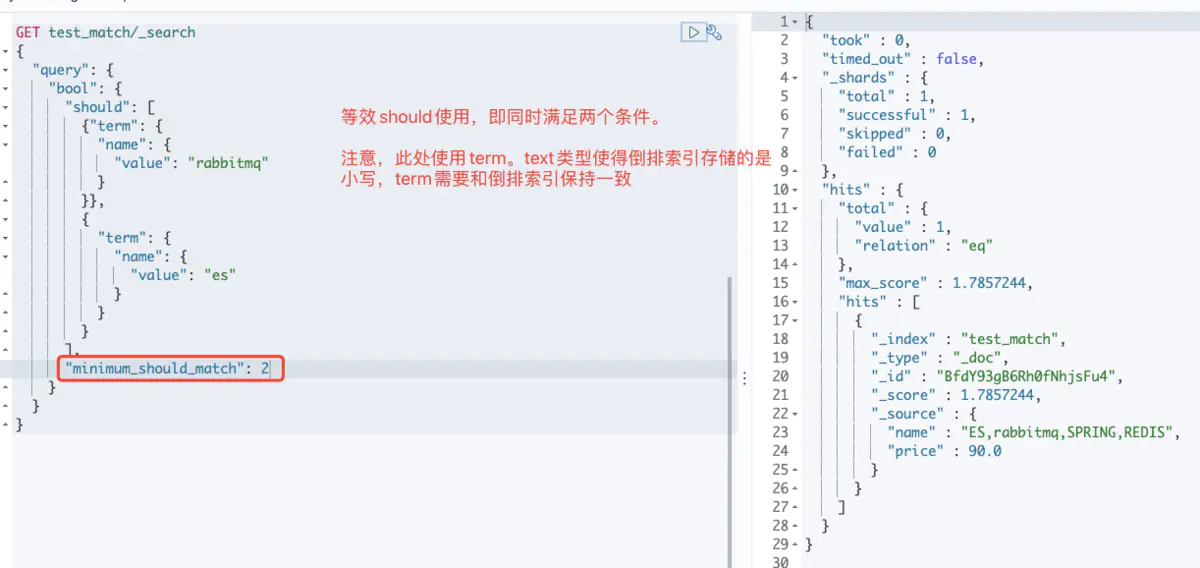 GET test_match/_search
{
"query": {
"bool": {
"should": [
{"term": {
"name": {
"value": "rabbitmq"
}
}},
{
"term": {
"name": {
"value": "es"
}
}
}
],
"minimum_should_match": 2
}
}
}
等效should使用，即同时满足两个条件。
注意，此处使用term。text类型使得倒排索引存储的是
小写，term需要和倒排索引保持一致
1 {
2 "took" : 0,
3 "timed_out" : false,
4 "_shards" : {
5 "total" : 1,
6 "successful" : 1,
7 "skipped" : 0,
8 "failed" : 0
9 },
10 "hits" : {
11 "total" : {
12 "value" : 1,
13 "relation" : "eq"
14 },
15 "max_score" : 1.7857244,
16 "hits" : [
17 {
18 "_index" : "test_match",
19 "_type" : "_doc",
20 "_id" : "BfdY93gB6Rh0fNhjsFu4",
21 "_score" : 1.7857244,
22 "_source" : {
23 "name" : "ES,rabbitmq,SPRING,REDIS",
24 "price" : 90.0
25 }
26 }
27 ]
28 }
29 }
30